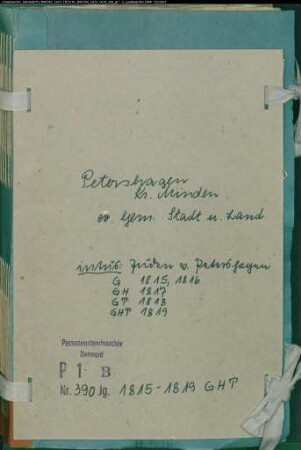 Petershagen
Kr. Minden
ev. Gem. Stadt u. Land
intus: Juden v. Petershagen
G 1815, 1816
GH 1817
GT 1818
GHT 1819
Personenstandsarchiv
Detmold
P 1 B
Nr. 390 Jg. 1815-1819 GHT